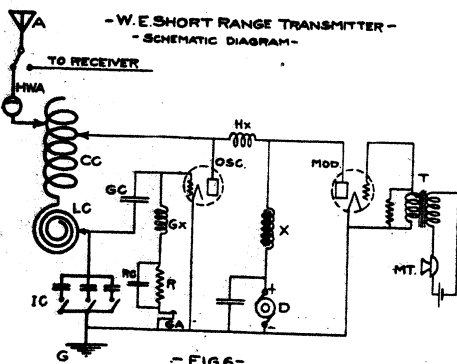 - W.E. SHORT RANGE TRANSMITTER -
- SCHEMATIC DIAGRAM -
A
TO RECEIVER
HWA
CC
LC
IC
G
GC
GX
RC
R
GA
OSC.
HX
X
+
D
-
MOD.
T
MT.
- FIG.6 -